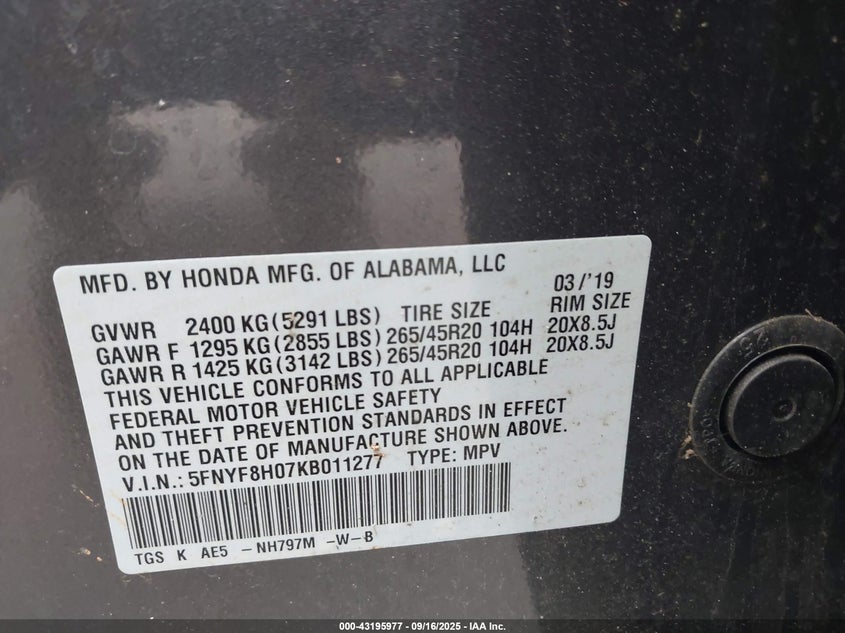 MFD. BY HONDA MFG. OF ALABAMA, LLC 03/'19
GVWR 2400 KG (5291 LBS) TIRE SIZE RIM SIZE
GAWR F 1295 KG (2855 LBS) 265/45R20 104H 20X8.5J
GAWR R 1425 KG (3142 LBS) 265/45R20 104H 20X8.5J
THIS VEHICLE CONFORMS TO ALL APPLICABLE
FEDERAL MOTOR VEHICLE SAFETY
AND THEFT PREVENTION STANDARDS IN EFFECT
ON THE DATE OF MANUFACTURE SHOWN ABOVE.
V.I.N.: 5FNYF8H07KB011277 TYPE: MPV
TGS K AE5 -NH797M -W-B
25
000-43195977 - 09/16/2025 - IAA Inc.